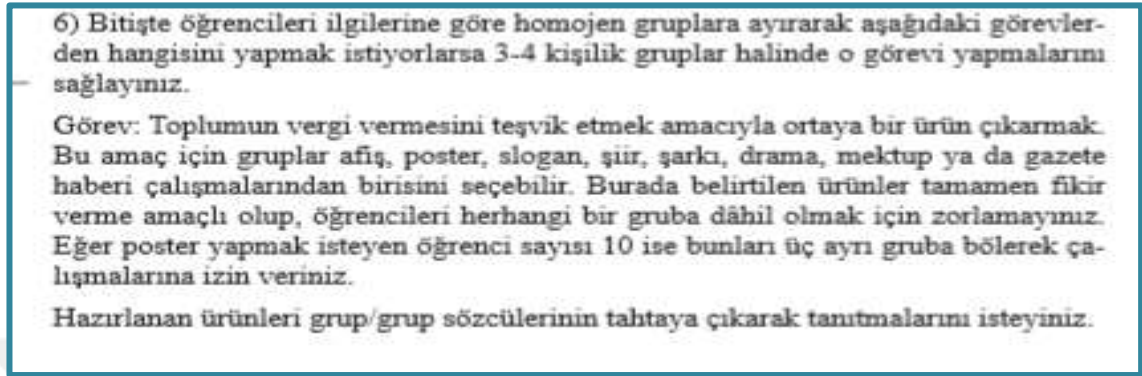 6) Bitişte öğrencileri ilgilerine göre homojen gruplara ayırarak aşağıdaki görevler-
den hangisini yapmak istiyorlarsa 3-4 kişilik gruplar halinde o görevi yapmalarını
sağlayınız.
Görev: Toplumun vergi vermesini teşvik etmek amacıyla ortaya bir ürün çıkarmak.
Bu amaç için gruplar afiş, poster, slogan, şiir, şarkı, drama, mektup ya da gazete
haberi çalışmalarından birisini seçebilir. Burada belirtilen ürünler tamamen fikir
verme amaçlı olup, öğrencileri herhangi bir gruba dâhil olmak için zorlamayınız.
Eğer poster yapmak isteyen öğrenci sayısı 10 ise bunları üç ayrı gruba bölerek ça-
lışmalarına izin veriniz.
Hazırlanan ürünleri grup/grup sözcülerinin tahtaya çıkarak tanıtmalarını isteyiniz.